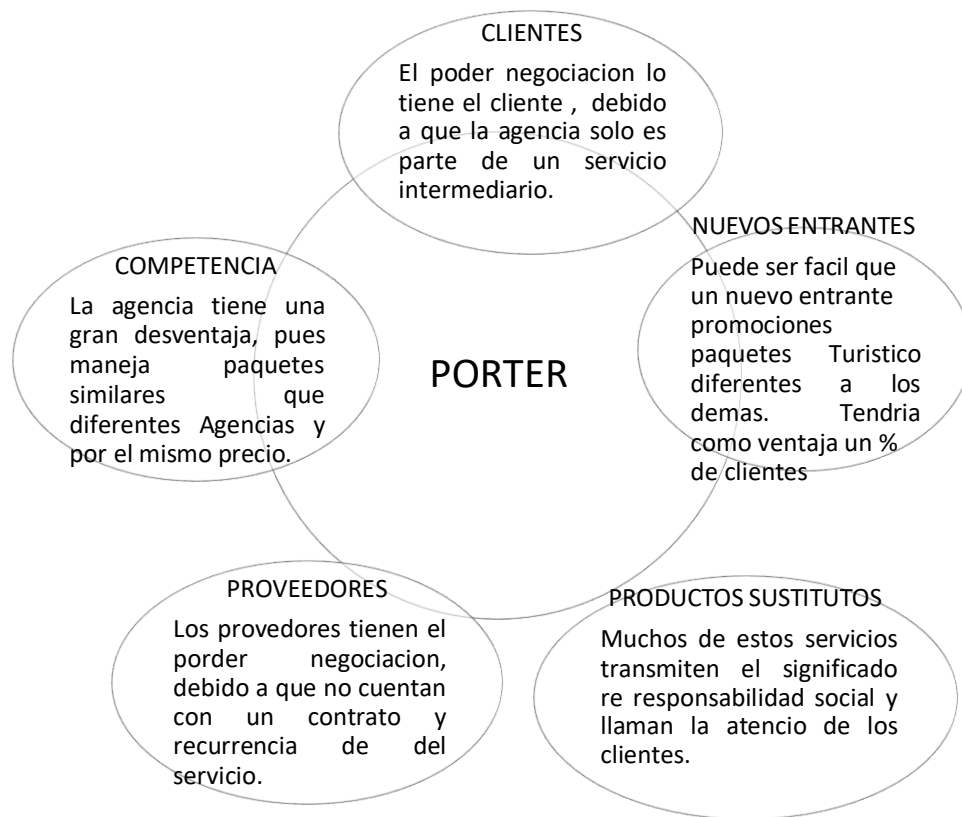 CLIENTES
El poder negociacion lo
tiene el cliente , debido
a que la agencia solo es
parte de un servicio
intermediario.
NUEVOS ENTRANTES
Puede ser facil que
un nuevo entrante
promociones
paquetes Turistico
diferentes a los
demas. Tendria
como ventaja un %
de clientes
COMPETENCIA
La agencia tiene una
gran desventaja, pues
maneja paquetes
similares que
diferentes Agencias y
por el mismo precio.
PORTER
PROVEEDORES
Los provedores tienen el
porder negociacion,
debido a que no cuentan
con un contrato y
recurrencia de del
servicio.
PRODUCTOS SUSTITUTOS
Muchos de estos servicios
transmiten el significado
re responsabilidad social y
llaman la atencio de los
clientes.